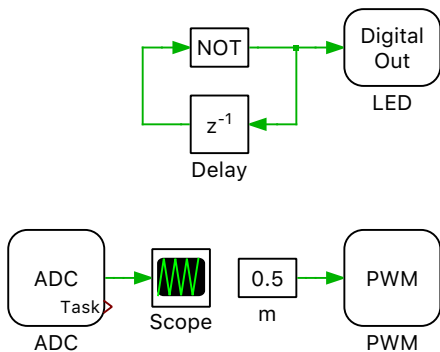 NOT
Digital
Out
LED
z⁻¹
Delay
ADC
Task
ADC
Scope
0.5
m
PWM
PWM